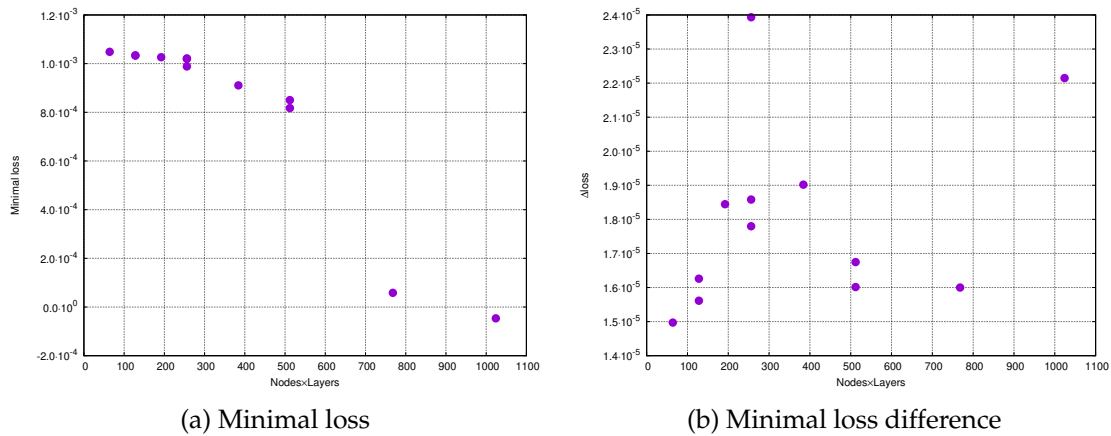 1.2·10⁻³
1.0·10⁻³
8.0·10⁻⁴
6.0·10⁻⁴
4.0·10⁻⁴
2.0·10⁻⁴
0.0·10⁰
-2.0·10⁻⁴
Minimal loss
0 100 200 300 400 500 600 700 800 900 1000 1100
Nodes×Layers
(a) Minimal loss
2.4·10⁻⁵
2.4·10⁻⁵
2.2·10⁻⁵
2.1·10⁻⁵
2.0·10⁻⁵
1.9·10⁻⁵
1.8·10⁻⁵
1.7·10⁻⁵
1.6·10⁻⁵
1.5·10⁻⁵
1.4·10⁻⁵
Δloss
0 100 200 300 400 500 600 700 800 900 1000 1100
Nodes×Layers
(b) Minimal loss difference